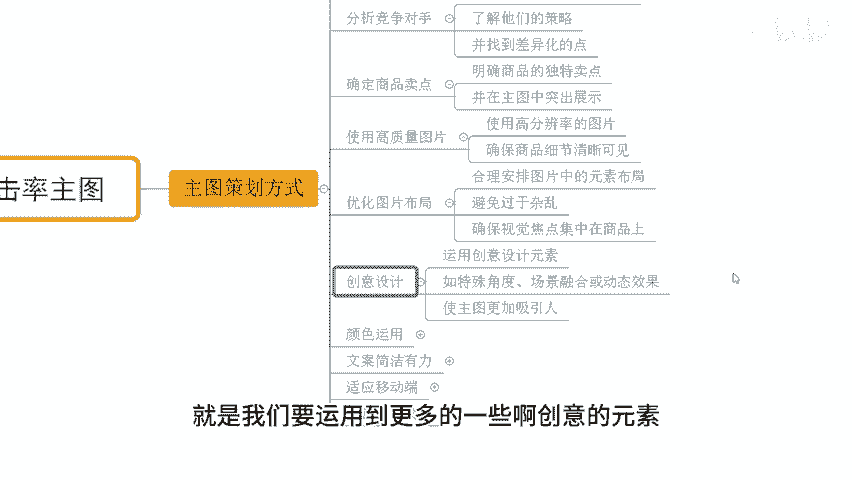 分析竞争对手
了解他们的策略
并找到差异化的点
确定商品卖点
明确商品的独特卖点
并在主图中突出展示
使用高质量图片
使用高分辨率的图片
确保商品细节清晰可见
击率主图
主图策划方式
优化图片布局
合理安排图片中的元素布局
避免过于杂乱
确保视觉焦点集中在商品上
创意设计
运用创意设计元素
如特殊角度、场景融合或动态效果
使主图更加吸引人
颜色运用
文案简洁有力
适应移动端
就是我们要运用到更多的一些啊创意的元素